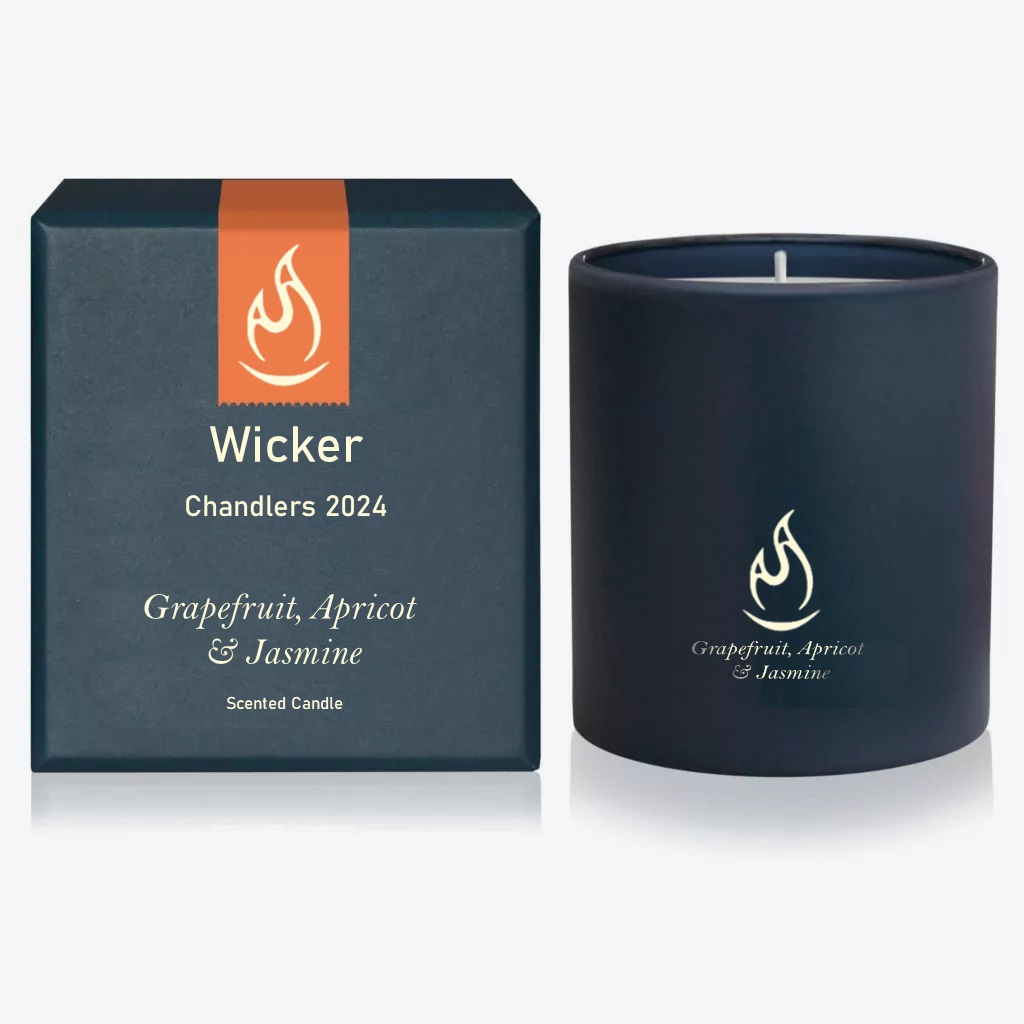 Wicker
Chandlers 2024
Grapefruit, Apricot
& Jasmine
Scented Candle
Grapefruit, Apricot
& Jasmine